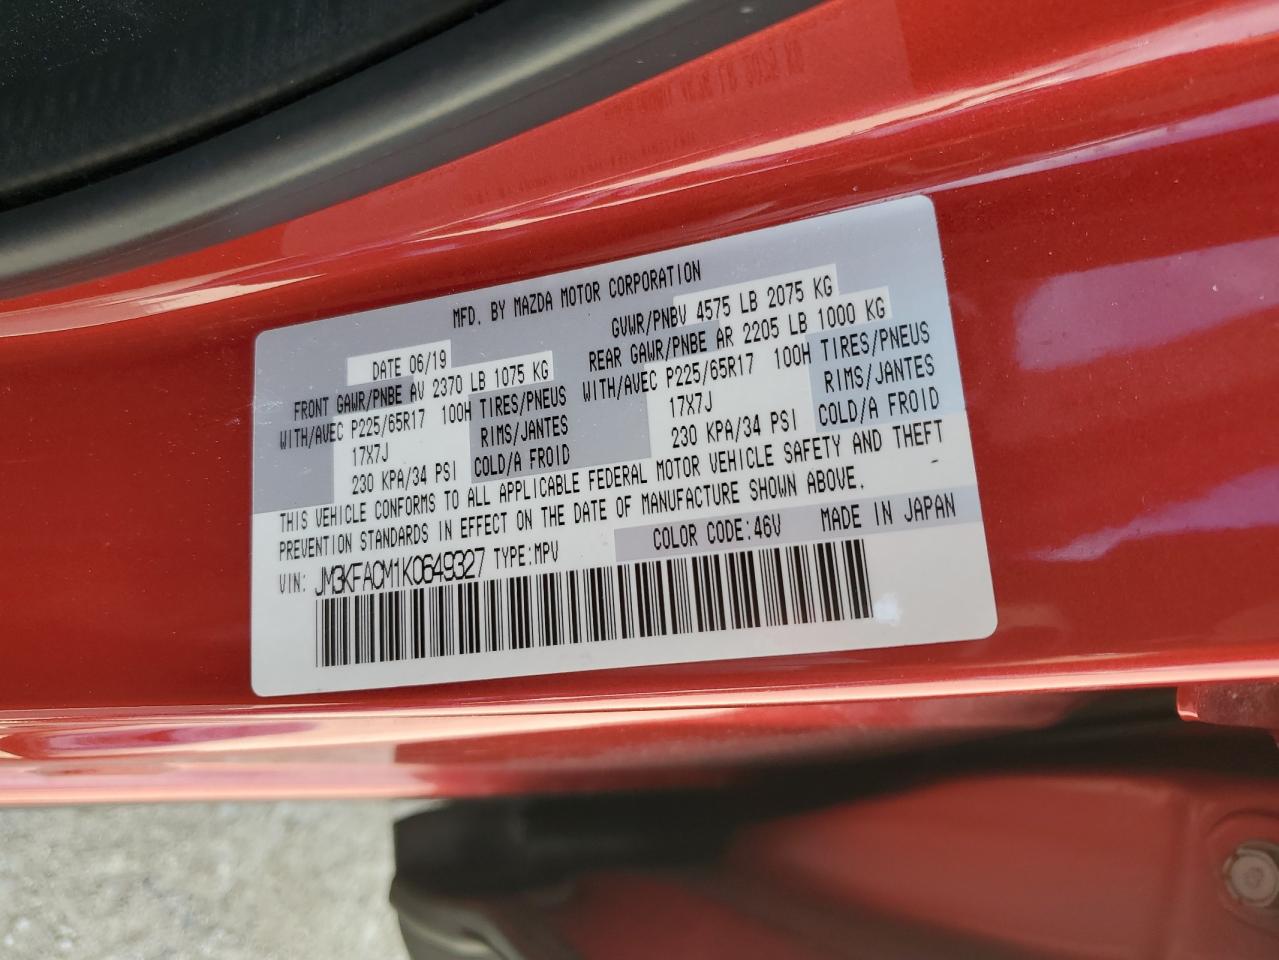 MFD. BY MAZDA MOTOR CORPORATION
DATE 06/19 GVWR/PNBV 4575 LB 2075 KG
FRONT GAWR/PNBE AV 2370 LB 1075 KG REAR GAWR/PNBE AR 2205 LB 1000 KG
WITH/AVEC P225/65R17 100H TIRES/PNEUS WITH/AVEC P225/65R17 100H TIRES/PNEUS
17X7J RIMS/JANTES 17X7J RIMS/JANTES
230 KPA/34 PSI COLD/A FROID 230 KPA/34 PSI COLD/A FROID
THIS VEHICLE CONFORMS TO ALL APPLICABLE FEDERAL MOTOR VEHICLE SAFETY AND THEFT
PREVENTION STANDARDS IN EFFECT ON THE DATE OF MANUFACTURE SHOWN ABOVE.
COLOR CODE:46V MADE IN JAPAN
VIN: JM3KFACM1K0649327 TYPE:MPV